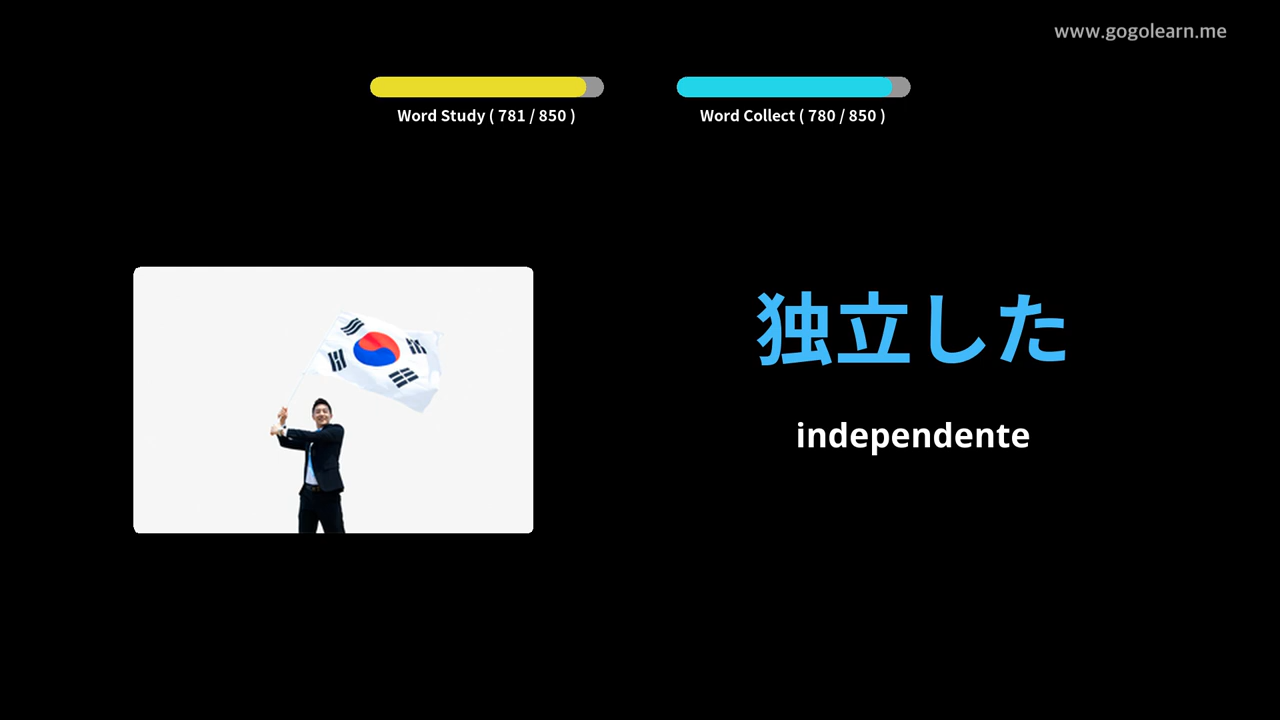 www.gogolearn.me
Word Study ( 781 / 850 )
Word Collect ( 780 / 850 )
独立した
independente